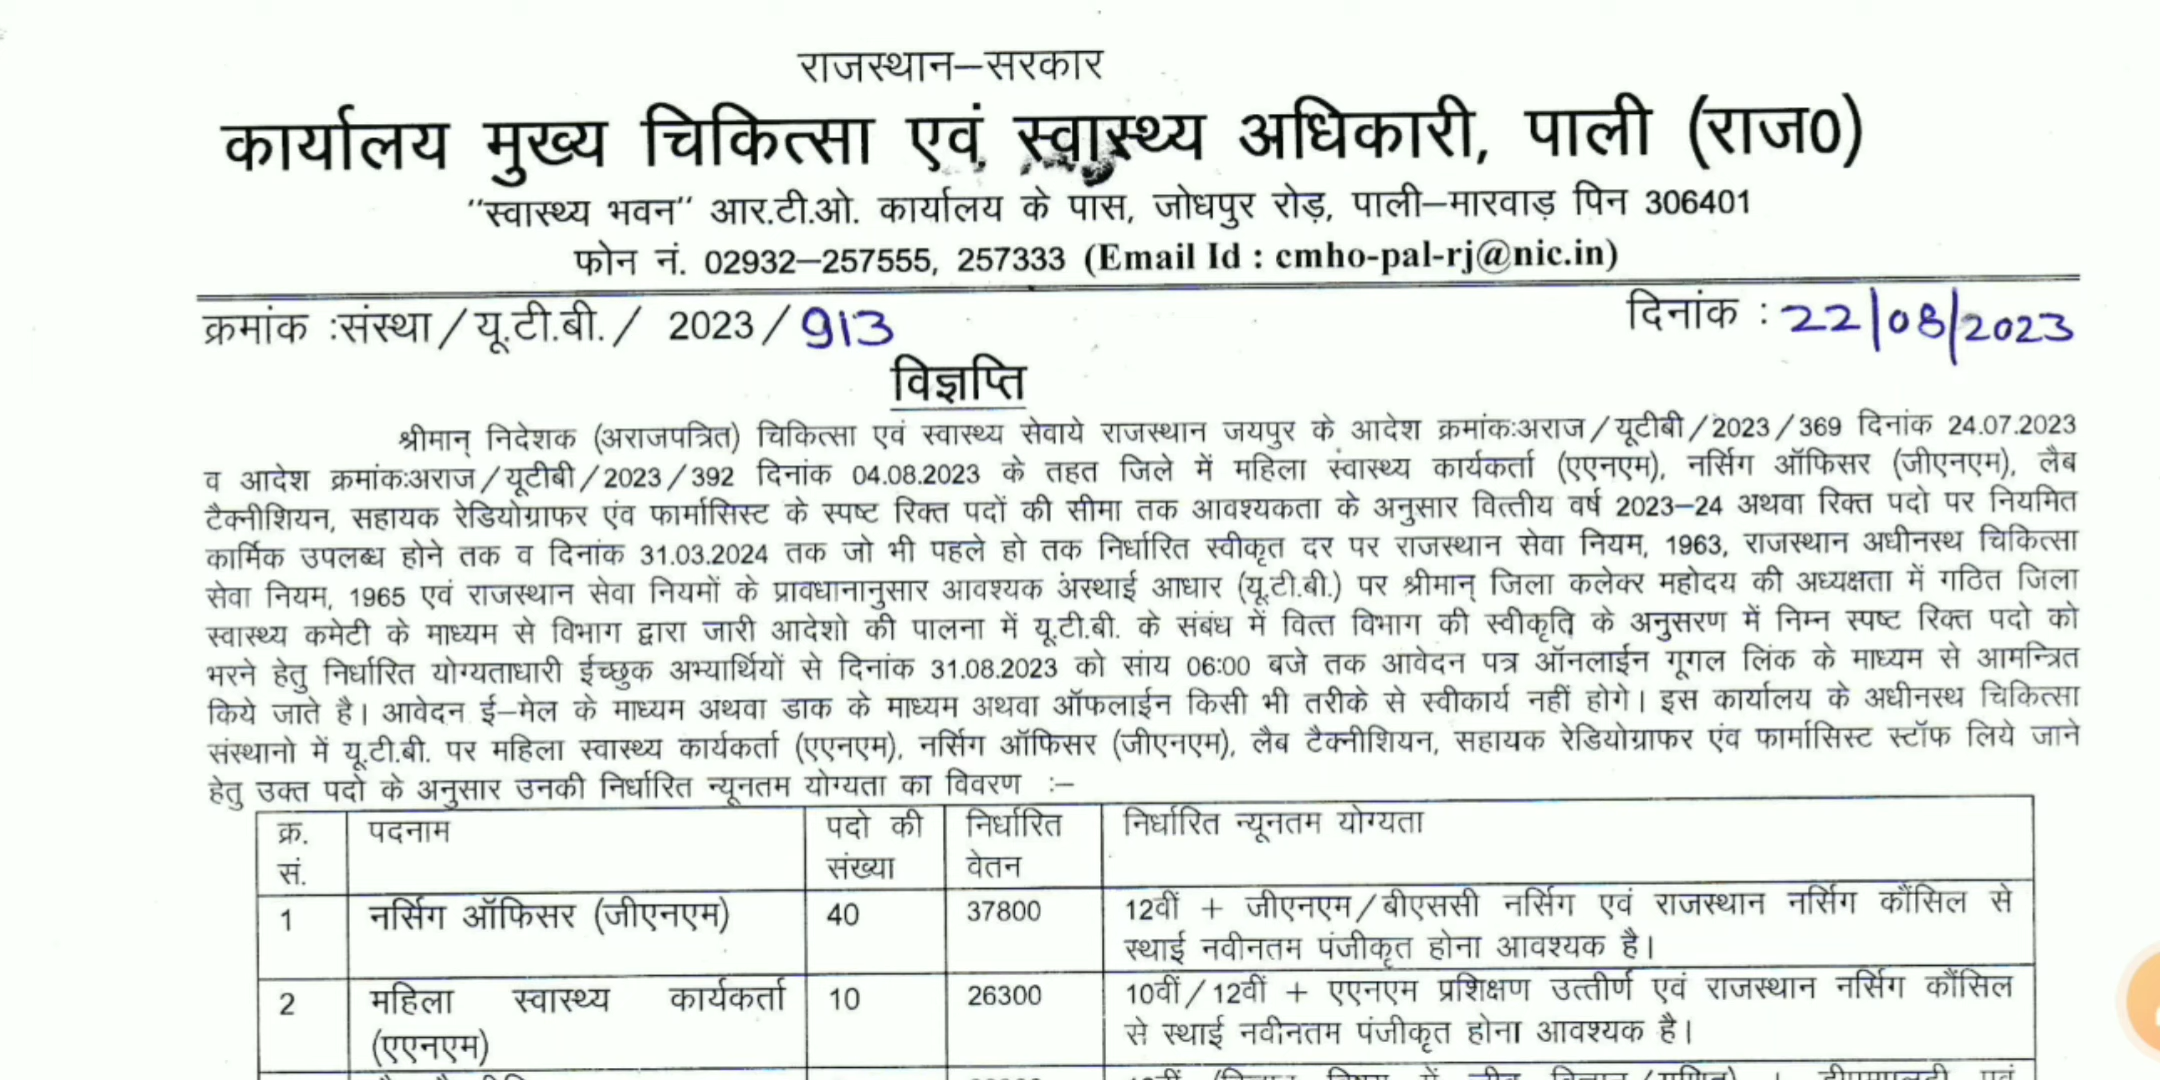 राजस्थान–सरकार
कार्यालय मुख्य चिकित्सा एवं स्वास्थ्य अधिकारी, पाली (राज0)
"स्वास्थ्य भवन" आर.टी.ओ. कार्यालय के पास, जोधपुर रोड़, पाली–मारवाड़ पिन 306401
फोन नं. 02932–257555, 257333 (Email Id : cmho-pal-rj@nic.in)
क्रमांक :संस्था/यू.टी.बी./ 2023/913 दिनांक : 22/08/2023
विज्ञप्ति
श्रीमान् निदेशक (अराजपत्रित) चिकित्सा एवं स्वास्थ्य सेवाये राजस्थान जयपुर के आदेश क्रमांक:अराज/यूटीबी/2023/369 दिनांक 24.07.2023
व आदेश क्रमांक:अराज/यूटीबी/2023/392 दिनांक 04.08.2023 के तहत जिले में महिला स्वास्थ्य कार्यकर्ता (एएनएम), नर्सिग ऑफिसर (जीएनएम), लैब
टैक्नीशियन, सहायक रेडियोग्राफर एंव फार्मासिस्ट के स्पष्ट रिक्त पदों की सीमा तक आवश्यकता के अनुसार वित्तीय वर्ष 2023–24 अथवा रिक्त पदो पर नियमित
कार्मिक उपलब्ध होने तक व दिनांक 31.03.2024 तक जो भी पहले हो तक निर्धारित स्वीकृत दर पर राजस्थान सेवा नियम, 1963, राजस्थान अधीनस्थ चिकित्सा
सेवा नियम, 1965 एवं राजस्थान सेवा नियमों के प्रावधानानुसार आवश्यक अंस्थाई आधार (यू.टी.बी.) पर श्रीमान् जिला कलेक्र महोदय की अध्यक्षता में गठित जिला
स्वास्थ्य कमेटी के माध्यम से विभाग द्वारा जारी आदेशो की पालना में यू.टी.बी. के संबंध में वित्त विभाग की स्वीकृति के अनुसरण में निम्न स्पष्ट रिक्त पदो को
भरने हेतु निर्धारित योग्यताधारी ईच्छुक अभ्यार्थियों से दिनांक 31.08.2023 को सांय 06:00 बजे तक आवेदन पत्र ऑनलाईन गूगल लिंक के माध्यम से आमन्त्रित
किये जाते है। आवेदन ई–मेल के माध्यम अथवा डाक के माध्यम अथवा ऑफलाईन किसी भी तरीके से स्वीकार्य नहीं होगे। इस कार्यालय के अधीनस्थ चिकित्सा
संस्थानो में यू.टी.बी. पर महिला स्वास्थ्य कार्यकर्ता (एएनएम), नर्सिग ऑफिसर (जीएनएम), लैब टैक्नीशियन, सहायक रेडियोग्राफर एंव फार्मासिस्ट स्टॉफ लिये जाने
हेतु उक्त पदो के अनुसार उनकी निर्धारित न्यूनतम योग्यता का विवरण :–
क्र. सं. पदनाम पदो की संख्या निर्धारित वेतन निर्धारित न्यूनतम योग्यता
1 नर्सिग ऑफिसर (जीएनएम) 40 37800 12वीं + जीएनएम/बीएससी नर्सिग एवं राजस्थान नर्सिग कौंसिल से
स्थाई नवीनतम पंजीकृत होना आवश्यक है।
2 महिला स्वास्थ्य कार्यकर्ता 10 26300 10वीं/12वीं + एएनएम प्रशिक्षण उत्तीर्ण एवं राजस्थान नर्सिग कौंसिल
(एएनएम) से स्थाई नवीनतम पंजीकृत होना आवश्यक है।